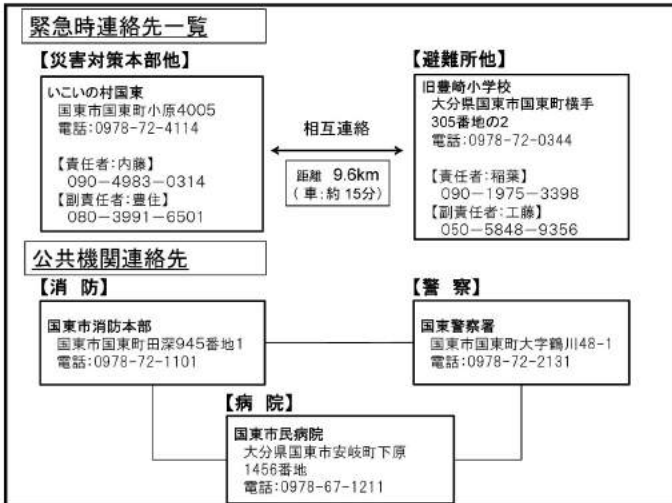 緊急時連絡先一覧
【災害対策本部他】
いこいの村国東
国東市国東町小原4005
電話:0978-72-4114
【責任者:内藤】
090-4983-0314
【副責任者:豊住】
080-3991-6501
相互連絡
距離 9.6km
(車:約15分)
【避難所他】
旧豊崎小学校
大分県国東市国東町横手
305番地の2
電話:0978-72-0344
【責任者:稲葉】
090-1975-3398
【副責任者:工藤】
050-5848-9356
公共機関連絡先
【消 防】
国東市消防本部
国東市国東町田深945番地1
電話:0978-72-1101
【警 察】
国東警察署
国東市国東町大字鶴川48-1
電話:0978-72-2131
【病 院】
国東市民病院
大分県国東市安岐町下原
1456番地
電話:0978-67-1211